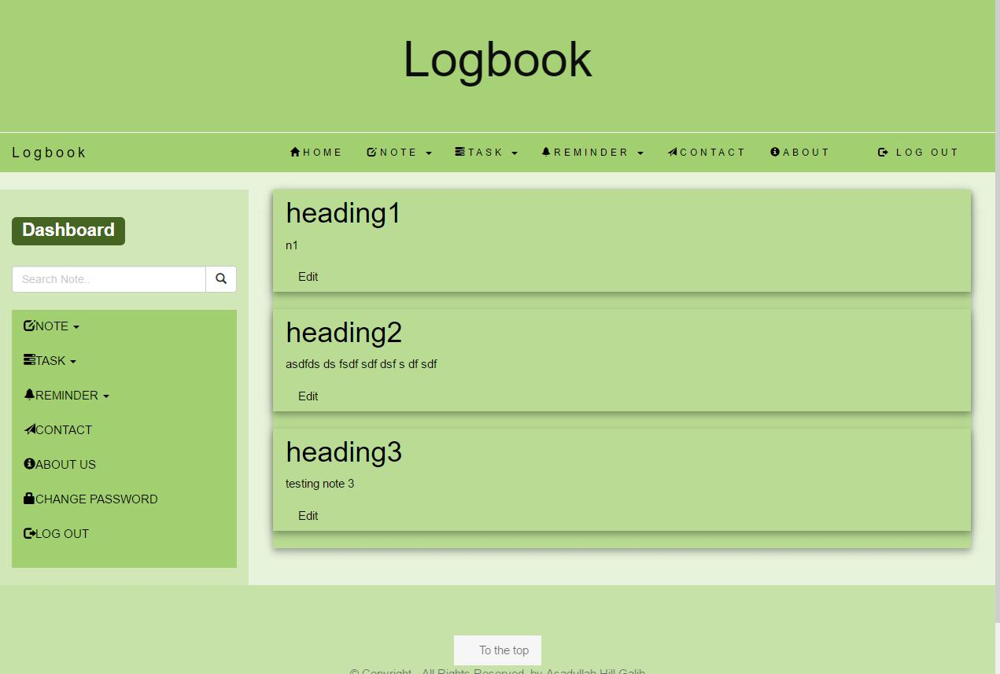 Logbook
Logbook HOME NOTE TASK REMINDER CONTACT ABOUT LOG OUT
Dashboard
Search Note..
NOTE
TASK
REMINDER
CONTACT
ABOUT US
CHANGE PASSWORD
LOG OUT
heading1
n1
Edit
heading2
asdfds ds fsdf sdf dsf s df sdf
Edit
heading3
testing note 3
Edit
To the top
© Copyright - All Rights Reserved. by Asadullah Hill Galib